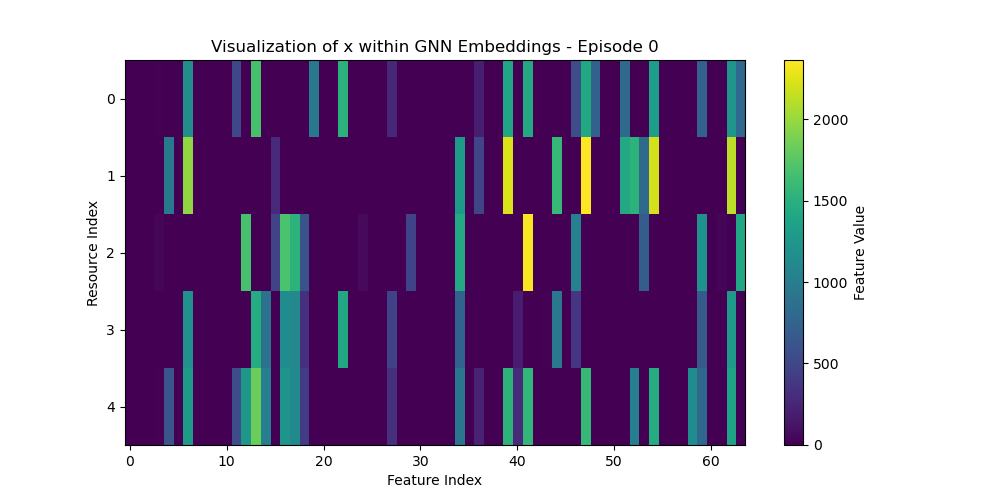 Visualization of x within GNN Embeddings - Episode 0
Resource Index
0
1
2
3
4
0 10 20 30 40 50 60
Feature Index
2000
1500
1000
500
0
Feature Value